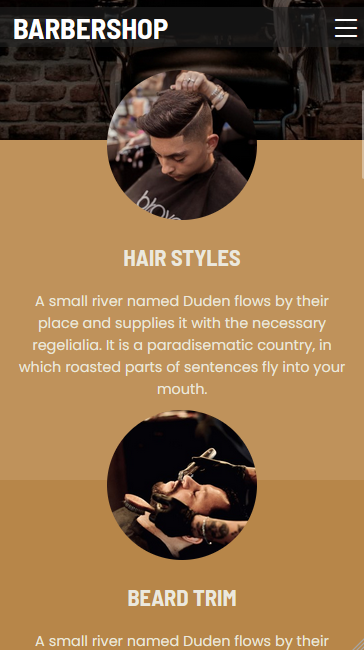 BARBERSHOP
HAIR STYLES
A small river named Duden flows by their
place and supplies it with the necessary
regelialia. It is a paradisematic country, in
which roasted parts of sentences fly into your
mouth.
BEARD TRIM
A small river named Duden flows by their